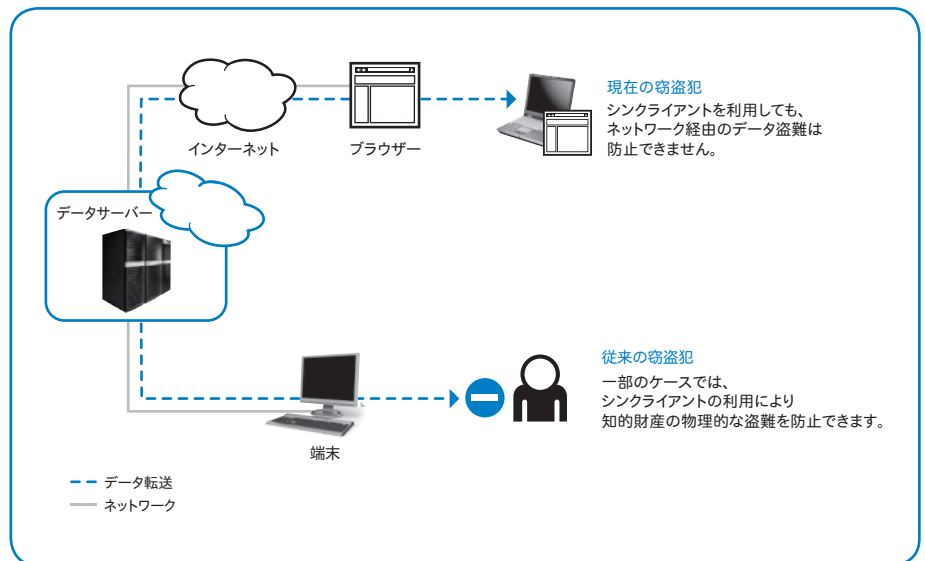 現在の窃盗犯
シンクライアントを利用しても、
ネットワーク経由のデータ盗難は
防止できません。
インターネット
ブラウザー
データサーバー
従来の窃盗犯
一部のケースでは、
シンクライアントの利用により
知的財産の物理的な盗難を防止できます。
端末
データ転送
ネットワーク